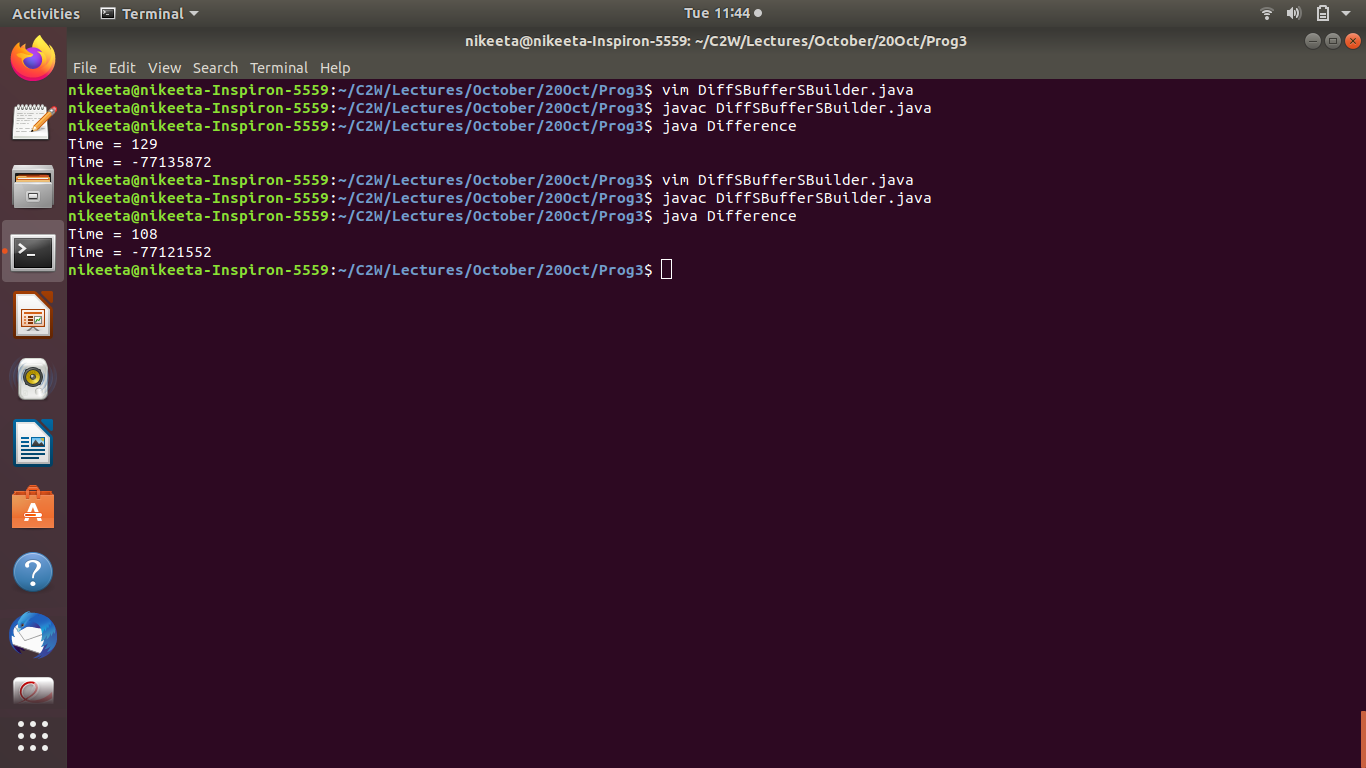 Activities Terminal Tue 11:44
nikeeta@nikeeta-Inspiron-5559: ~/C2W/Lectures/October/20Oct/Prog3
File Edit View Search Terminal Help
nikeeta@nikeeta-Inspiron-5559:~/C2W/Lectures/October/20Oct/Prog3$ vim DiffSBufferSBuilder.java
nikeeta@nikeeta-Inspiron-5559:~/C2W/Lectures/October/20Oct/Prog3$ javac DiffSBufferSBuilder.java
nikeeta@nikeeta-Inspiron-5559:~/C2W/Lectures/October/20Oct/Prog3$ java Difference
Time = 129
Time = -77135872
nikeeta@nikeeta-Inspiron-5559:~/C2W/Lectures/October/20Oct/Prog3$ vim DiffSBufferSBuilder.java
nikeeta@nikeeta-Inspiron-5559:~/C2W/Lectures/October/20Oct/Prog3$ javac DiffSBufferSBuilder.java
nikeeta@nikeeta-Inspiron-5559:~/C2W/Lectures/October/20Oct/Prog3$ java Difference
Time = 108
Time = -77121552
nikeeta@nikeeta-Inspiron-5559:~/C2W/Lectures/October/20Oct/Prog3$